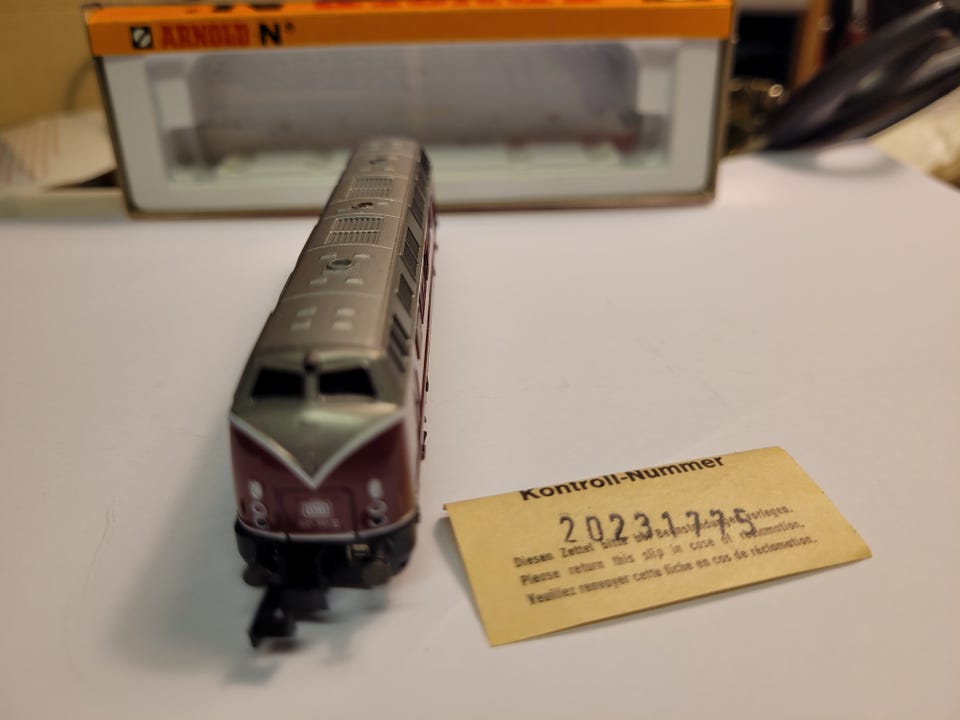 ARNOLD N®
DB
Kontroll-Nummer
20231775
Diesen Zettel bitte bei Beanstandungen vorlegen.
Please return this slip in case of reclamation.
Veuillez renvoyer cette fiche en cas de réclamation.